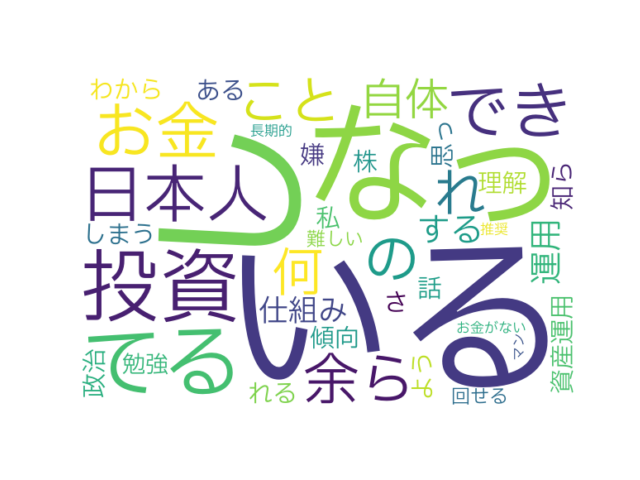 わから
ある
こと
自体
でき
お金
長期的
嫌
株
思っ
なっ
っ
日本人
れ
理解
知ら
しまう
私
難しい
する
推奨
投資
何
の
運用
いる
仕組み
さ
話
てる
傾向
お金がない
マン
資産運用
政治
勉強
余ら
よう
れる
回せる